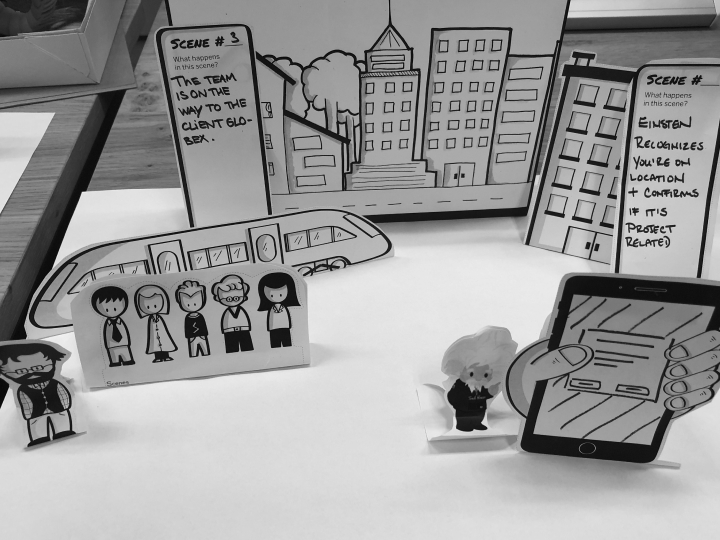 SCENE # 3
What happens
in this scene?
THE TEAM
IS ON THE
WAY TO THE
CLIENT GLO-
BEX.
SCENE #
What happens
in this scene?
EINSTEN
RECOGNIZES
YOU'RE ON
LOCATION
+ CONFIRMS
IF IT'S
PROJECT
RELATED
Scenes